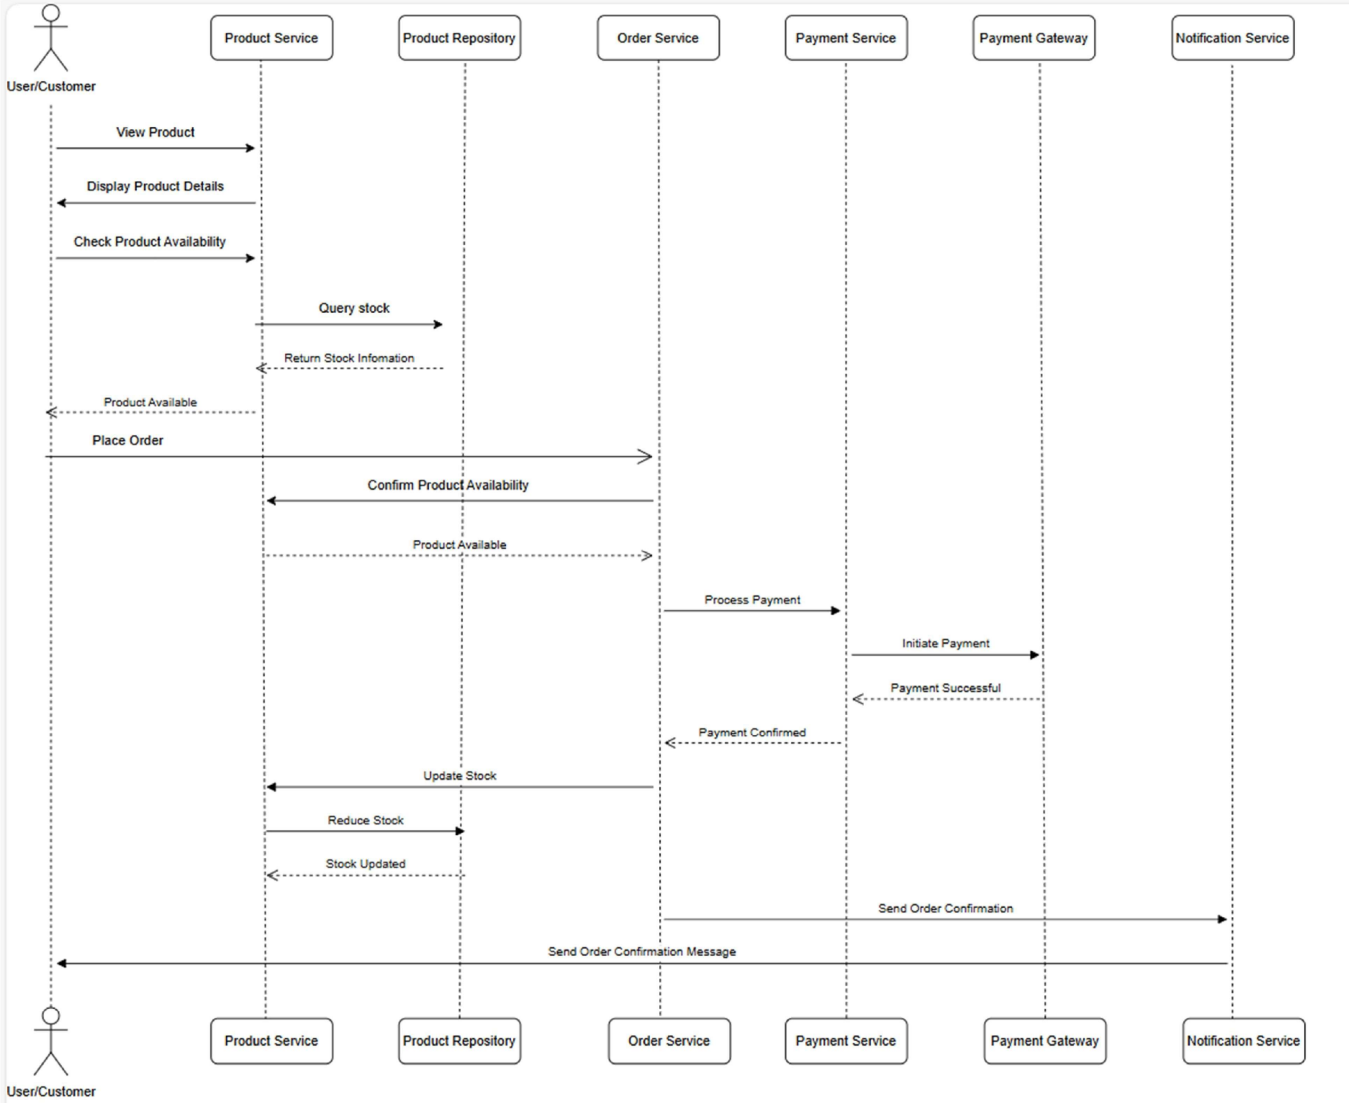 Product Service
Product Repository
Order Service
Payment Service
Payment Gateway
Notification Service
User/Customer
View Product
Display Product Details
Check Product Availability
Query stock
Return Stock Infomation
Product Available
Place Order
Confirm Product Availability
Product Available
Process Payment
Initiate Payment
Payment Successful
Payment Confirmed
Update Stock
Reduce Stock
Stock Updated
Send Order Confirmation
Send Order Confirmation Message
Product Service
Product Repository
Order Service
Payment Service
Payment Gateway
Notification Service
User/Customer